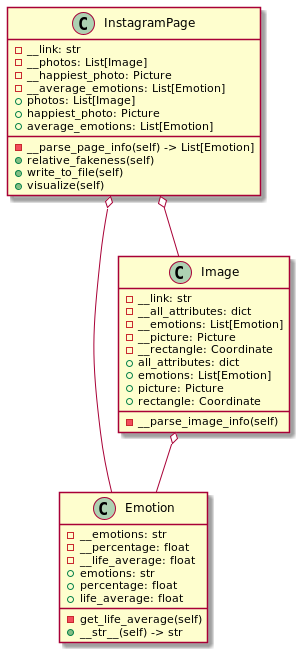 C InstagramPage
__link: str
__photos: List[Image]
__happiest_photo: Picture
__average_emotions: List[Emotion]
photos: List[Image]
happiest_photo: Picture
average_emotions: List[Emotion]
__parse_page_info(self) -> List[Emotion]
relative_fakeness(self)
write_to_file(self)
visualize(self)
C Image
__link: str
__all_attributes: dict
__emotions: List[Emotion]
__picture: Picture
__rectangle: Coordinate
all_attributes: dict
emotions: List[Emotion]
picture: Picture
rectangle: Coordinate
__parse_image_info(self)
C Emotion
__emotions: str
__percentage: float
__life_average: float
emotions: str
percentage: float
life_average: float
get_life_average(self)
__str__(self) -> str